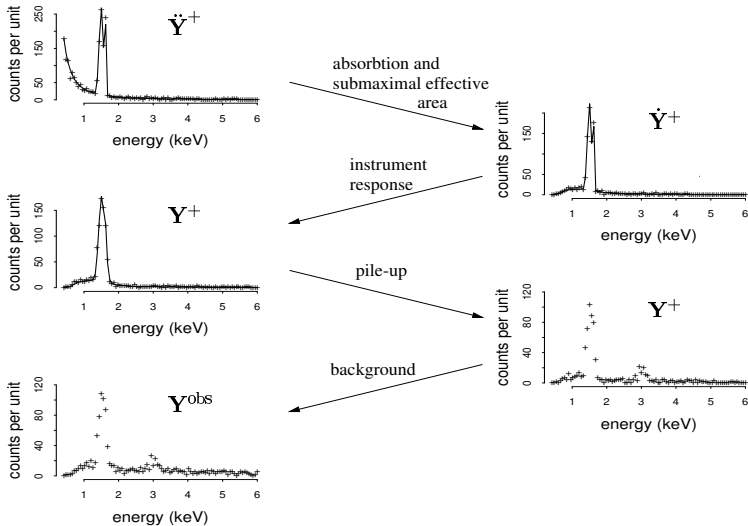 Ÿ+
counts per unit
0 50 150 250
1 2 3 4 5 6
energy (keV)
absorbtion and
submaximal effective
area
Ẏ+
counts per unit
0 50 150
1 2 3 4 5 6
energy (keV)
instrument
response
Y+
counts per unit
0 50 100 150
1 2 3 4 5 6
energy (keV)
pile-up
Y+
counts per unit
0 40 80 120
1 2 3 4 5 6
energy (keV)
background
Yobs
counts per unit
0 40 80 120
1 2 3 4 5 6
energy (keV)